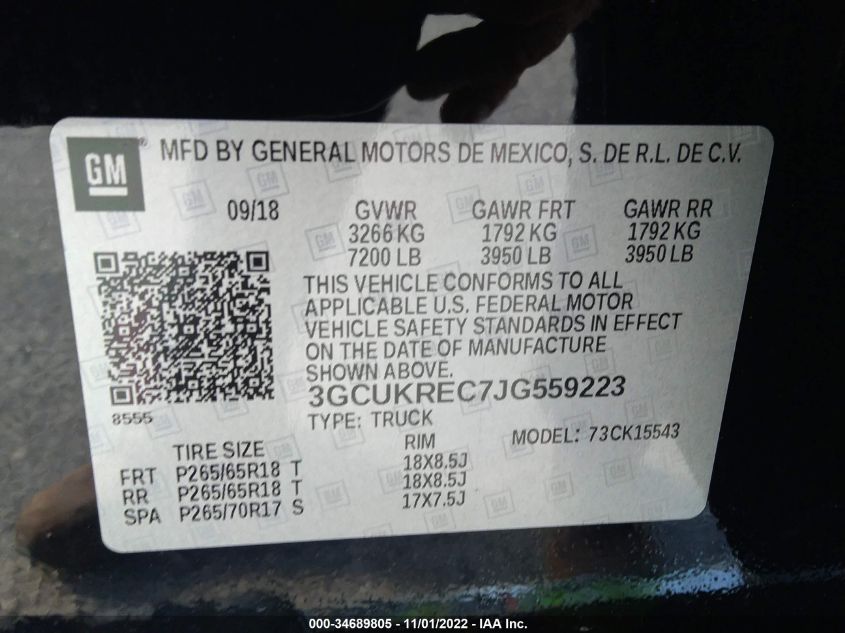 GM ® MFD BY GENERAL MOTORS DE MEXICO, S. DE R.L. DE C.V.
09/18 GVWR GAWR FRT GAWR RR
3266 KG 1792 KG 1792 KG
7200 LB 3950 LB 3950 LB
THIS VEHICLE CONFORMS TO ALL
APPLICABLE U.S. FEDERAL MOTOR
VEHICLE SAFETY STANDARDS IN EFFECT
ON THE DATE OF MANUFACTURE
SHOWN ABOVE.
3GCUKREC7JG559223
8555 TYPE: TRUCK
TIRE SIZE RIM MODEL: 73CK15543
FRT P265/65R18 T 18X8.5J
RR P265/65R18 T 18X8.5J
SPA P265/70R17 S 17X7.5J
000-34689805 - 11/01/2022 - IAA Inc.